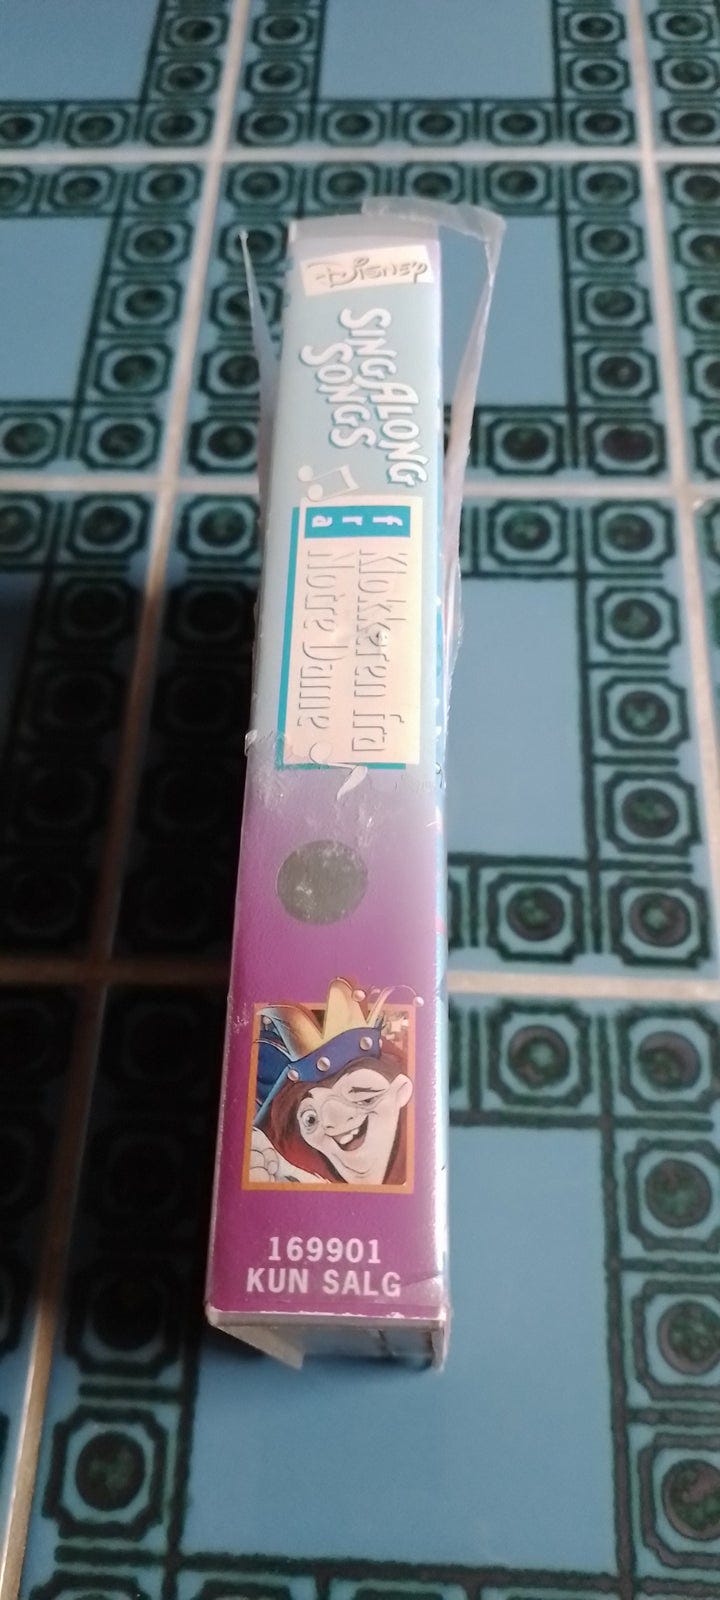 Disney
SING ALONG
SONGS
fra
Klokkeren fra
Notre Dame
169901
KUN SALG